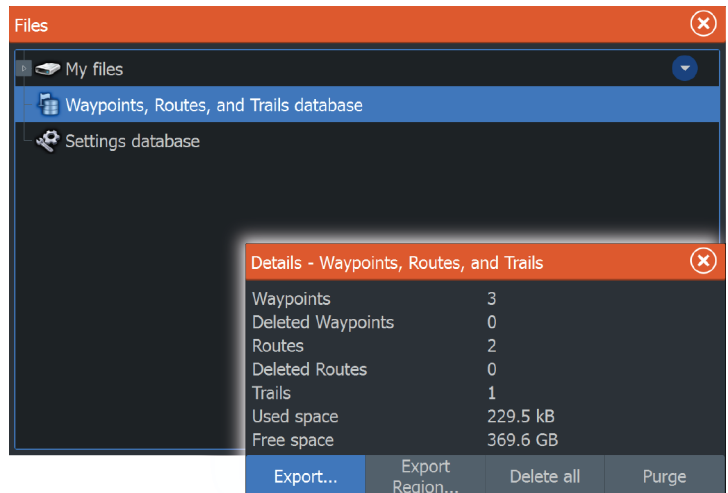 Files
My files
Waypoints, Routes, and Trails database
Settings database
Details - Waypoints, Routes, and Trails
Waypoints 3
Deleted Waypoints 0
Routes 2
Deleted Routes 0
Trails 1
Used space 229.5 kB
Free space 369.6 GB
Export... Export Region... Delete all Purge